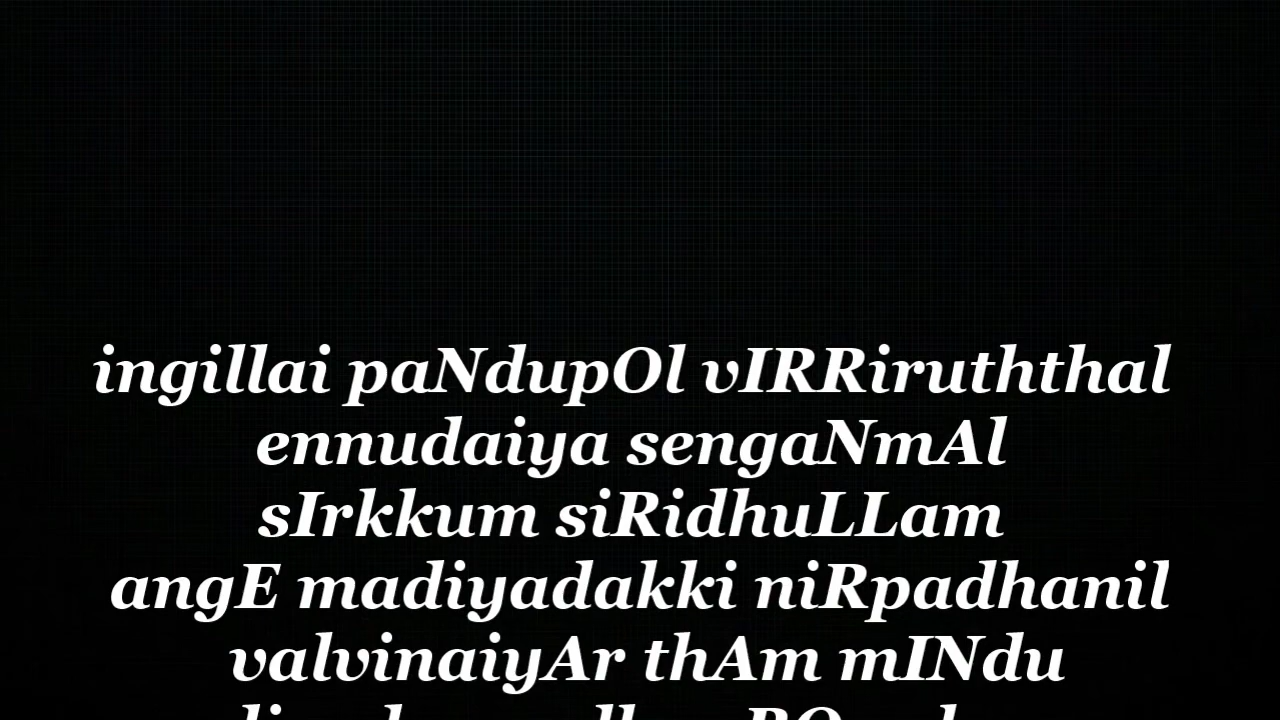 ingillai paNdupOl vIRRiruththal
ennudaiya sengaNmAl
sIrkkum siRidhuLLam
angE madiyadakki niRpadhanil
valvinaiyAr thAm mINdu